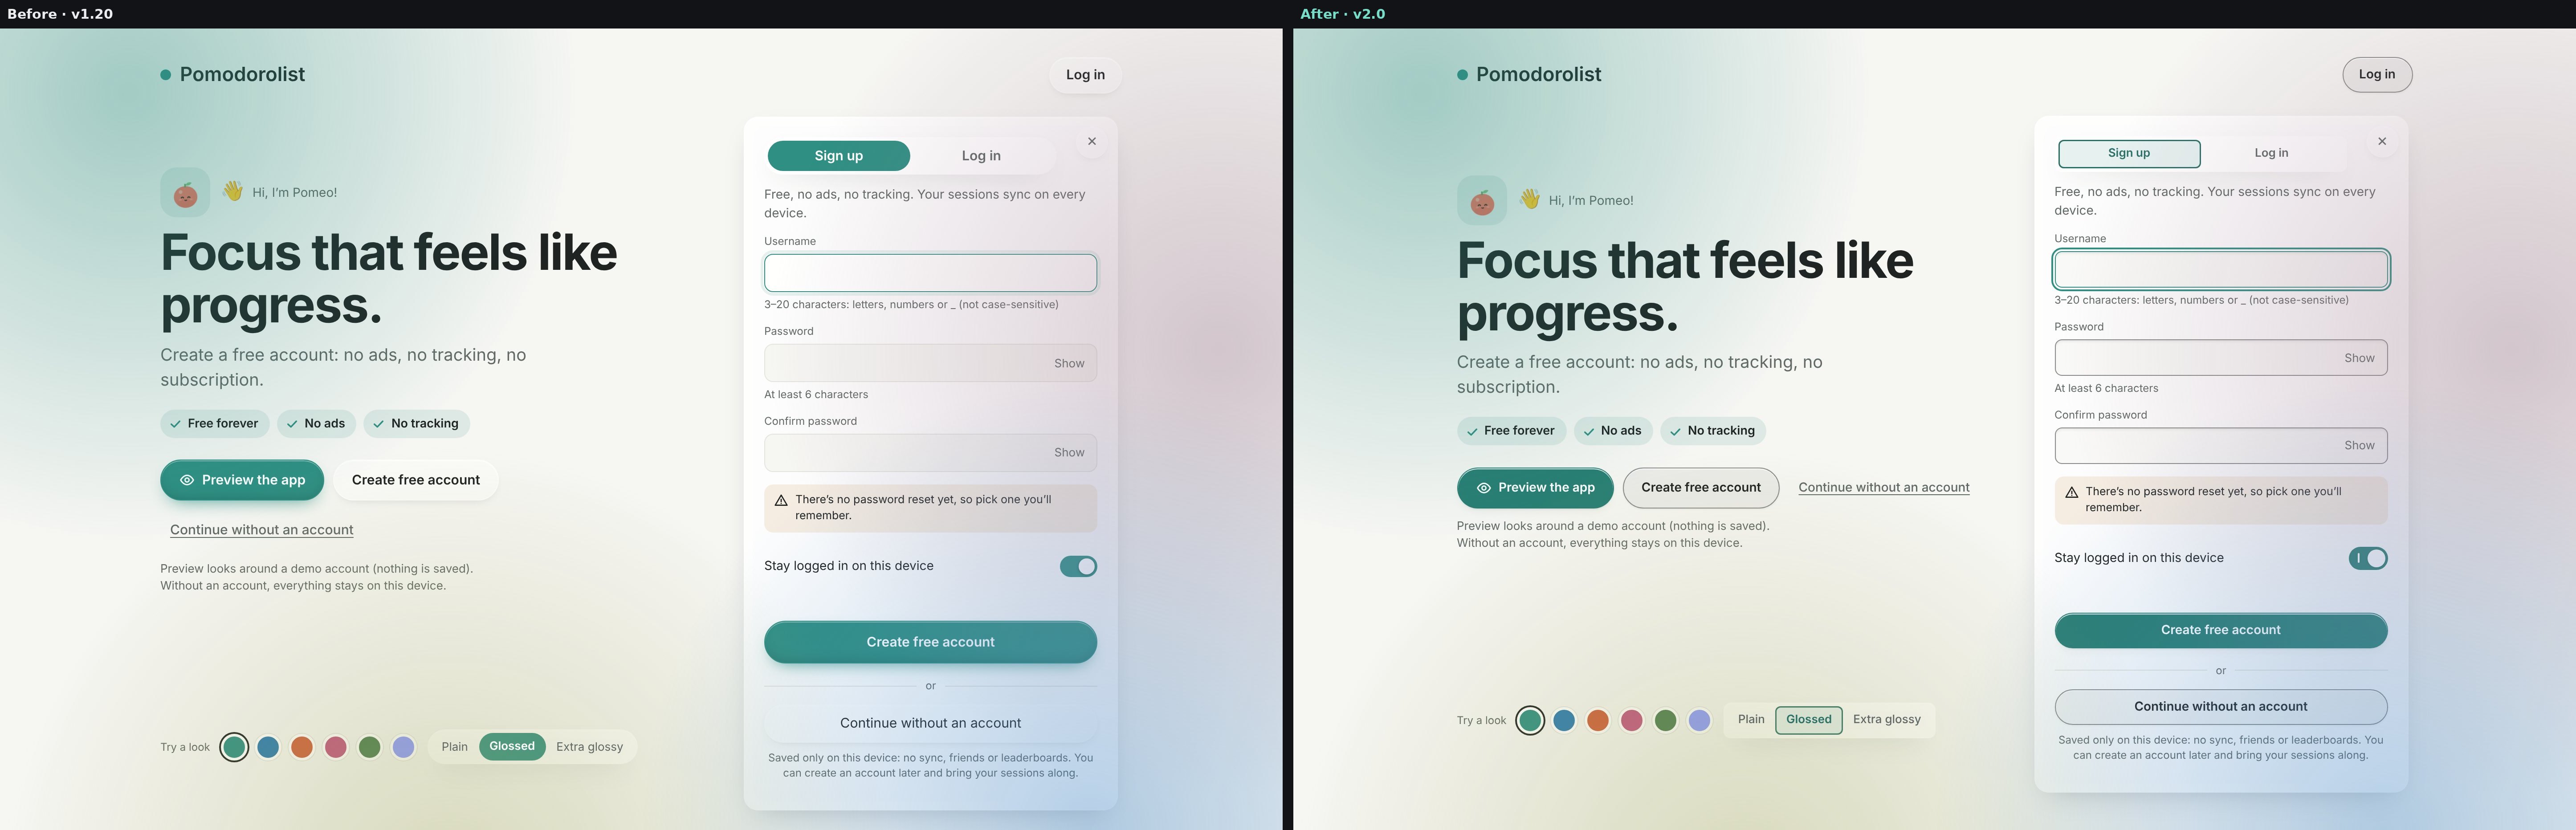 Before · v1.20
Pomodorolist
Log in
Hi, I'm Pomeo!
Focus that feels like
progress.
Create a free account: no ads, no tracking, no
subscription.
Free forever
No ads
No tracking
Preview the app
Create free account
Continue without an account
Preview looks around a demo account (nothing is saved).
Without an account, everything stays on this device.
Try a look
Plain
Glossed
Extra glossy
Sign up
Log in
Free, no ads, no tracking. Your sessions sync on every
device.
Username
3–20 characters: letters, numbers or _ (not case-sensitive)
Password
Show
At least 6 characters
Confirm password
Show
There's no password reset yet, so pick one you'll
remember.
Stay logged in on this device
Create free account
or
Continue without an account
Saved only on this device: no sync, friends or leaderboards. You
can create an account later and bring your sessions along.
After · v2.0
Pomodorolist
Log in
Hi, I'm Pomeo!
Focus that feels like
progress.
Create a free account: no ads, no tracking, no
subscription.
Free forever
No ads
No tracking
Preview the app
Create free account
Continue without an account
Preview looks around a demo account (nothing is saved).
Without an account, everything stays on this device.
Try a look
Plain
Glossed
Extra glossy
Sign up
Log in
Free, no ads, no tracking. Your sessions sync on every
device.
Username
3–20 characters: letters, numbers or _ (not case-sensitive)
Password
Show
At least 6 characters
Confirm password
Show
There's no password reset yet, so pick one you'll
remember.
Stay logged in on this device
Create free account
or
Continue without an account
Saved only on this device: no sync, friends or leaderboards. You
can create an account later and bring your sessions along.